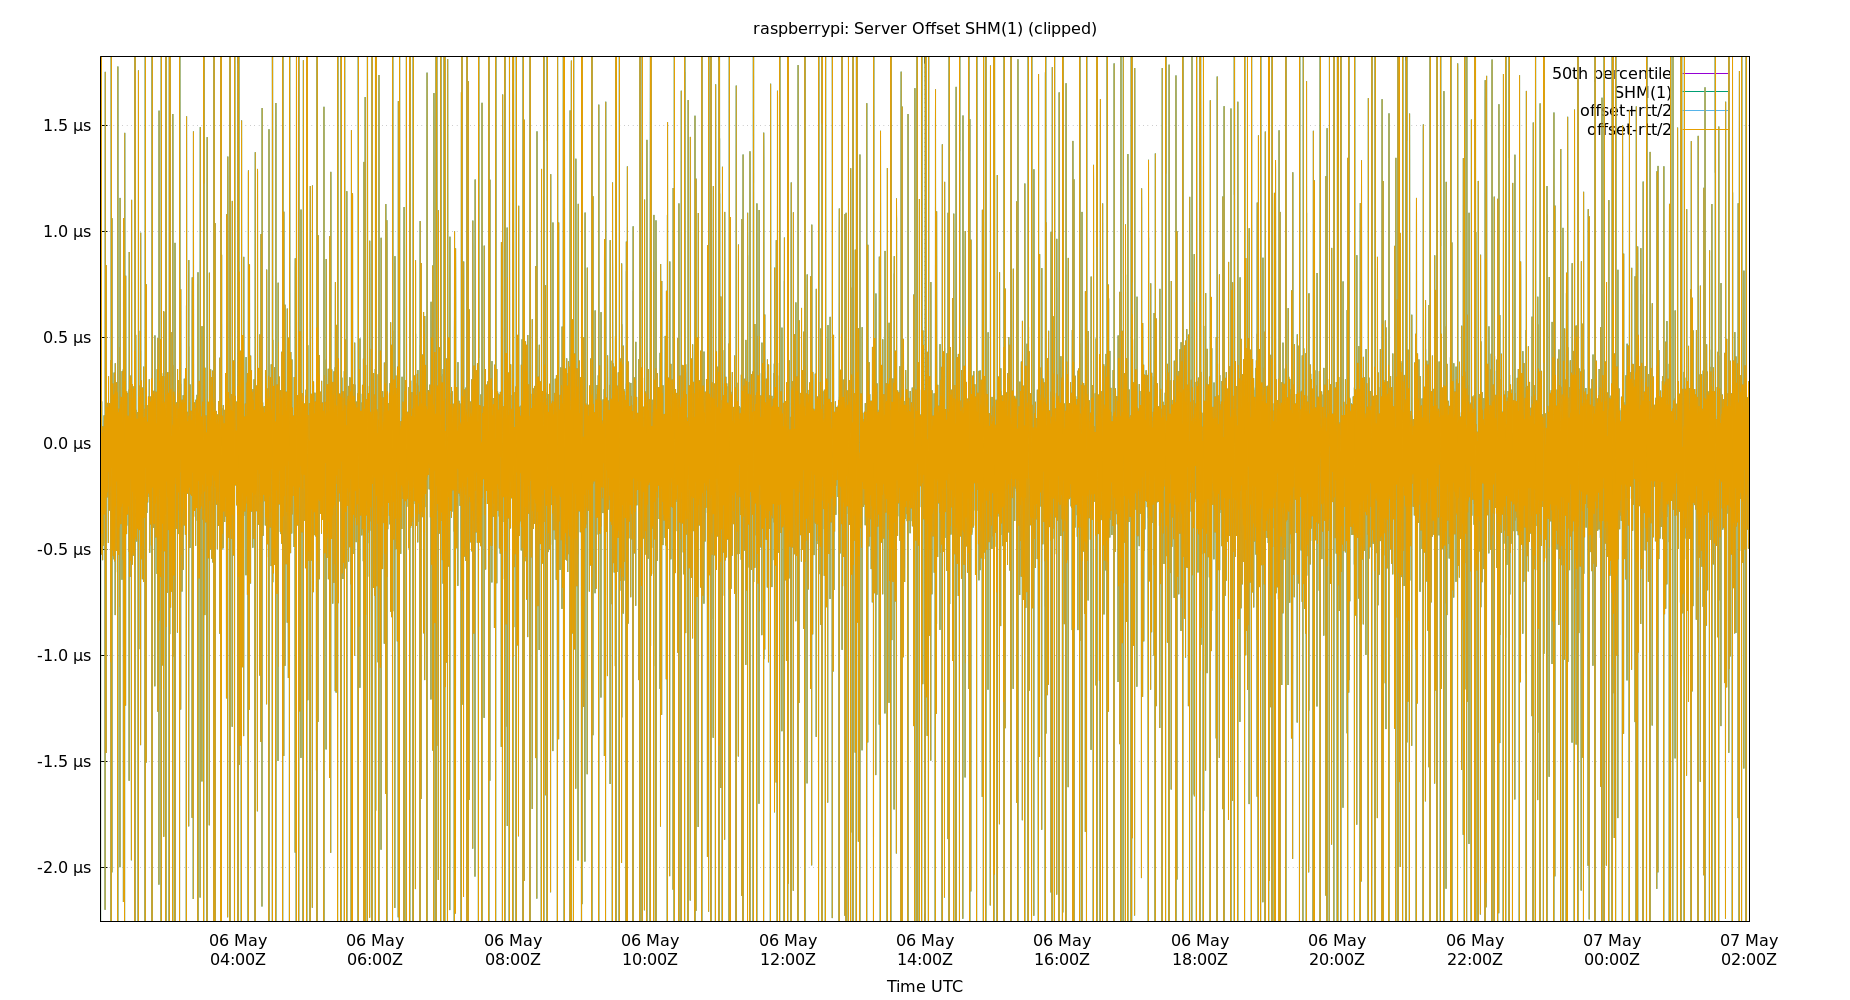 raspberrypi: Server Offset SHM(1) (clipped)
50th percentile
SHM(1)
offset+rtt/2
offset-rtt/2
1.5 µs
1.0 µs
0.5 µs
0.0 µs
-0.5 µs
-1.0 µs
-1.5 µs
-2.0 µs
06 May 06 May 06 May 06 May 06 May 06 May 06 May 06 May 06 May 06 May 07 May 07 May
04:00Z 06:00Z 08:00Z 10:00Z 12:00Z 14:00Z 16:00Z 18:00Z 20:00Z 22:00Z 00:00Z 02:00Z
Time UTC